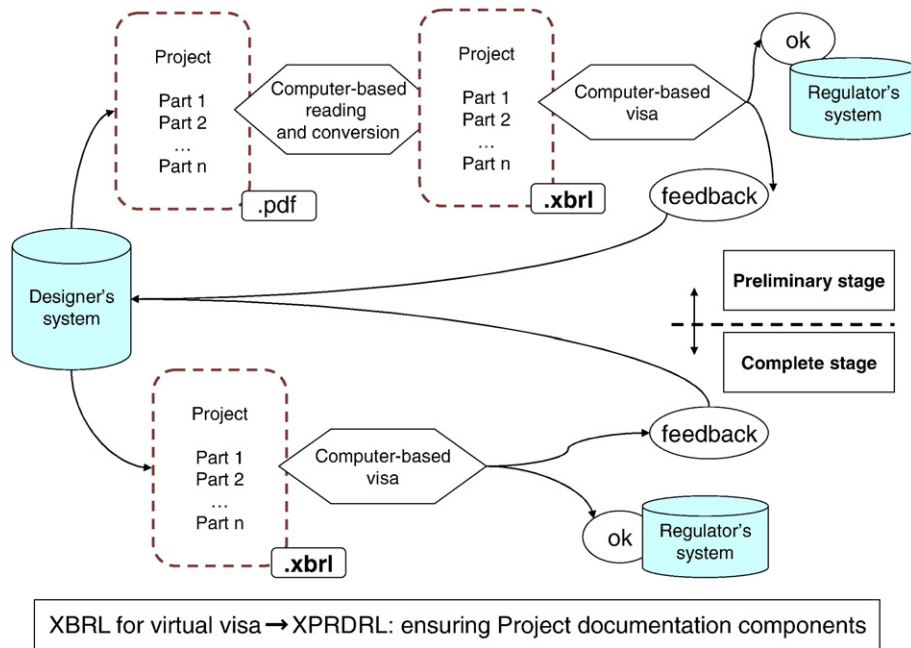 Project
Part 1
Part 2
...
Part n
.pdf
Computer-based
reading
and conversion
Project
Part 1
Part 2
...
Part n
.xbrl
Computer-based
visa
ok
Regulator's
system
feedback
Designer's
system
Preliminary stage
Complete stage
Project
Part 1
Part 2
...
Part n
.xbrl
Computer-based
visa
feedback
ok
Regulator's
system
XBRL for virtual visa → XPRDRL: ensuring Project documentation components